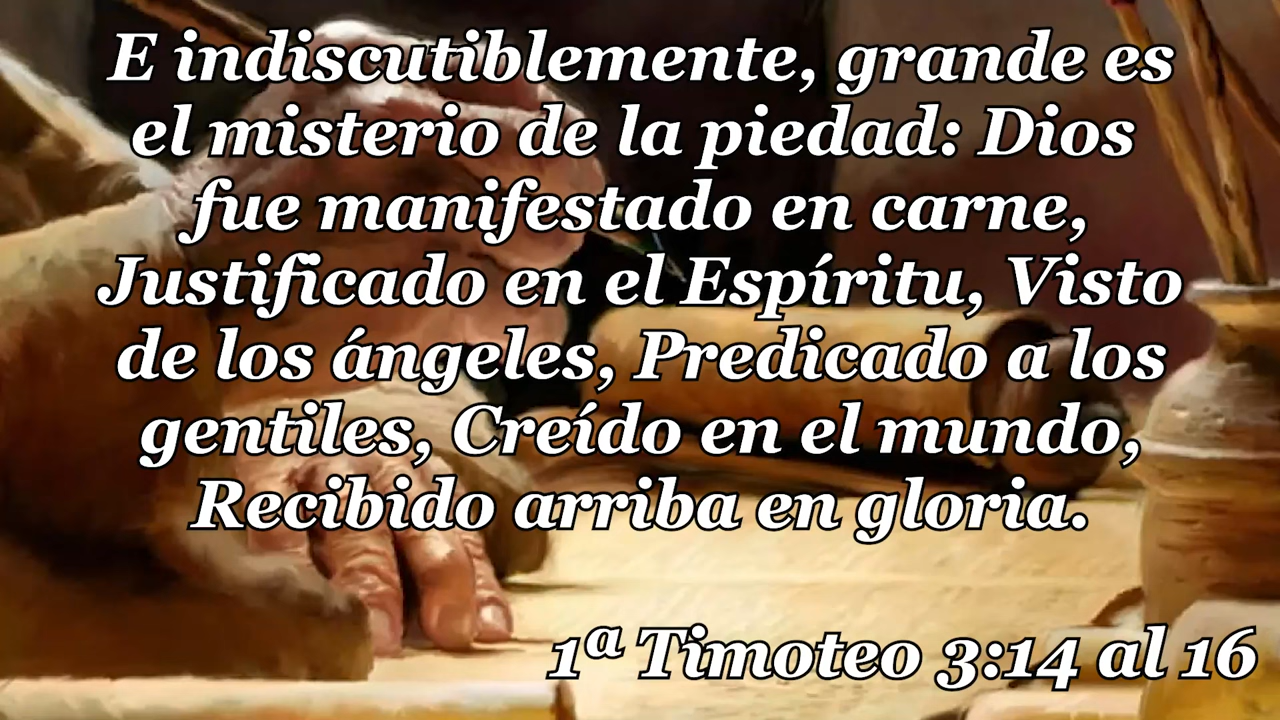 E indiscutiblemente, grande es
el misterio de la piedad: Dios
fue manifestado en carne,
Justificado en el Espíritu, Visto
de los ángeles, Predicado a los
gentiles, Creído en el mundo,
Recibido arriba en gloria.
1ª Timoteo 3:14 al 16